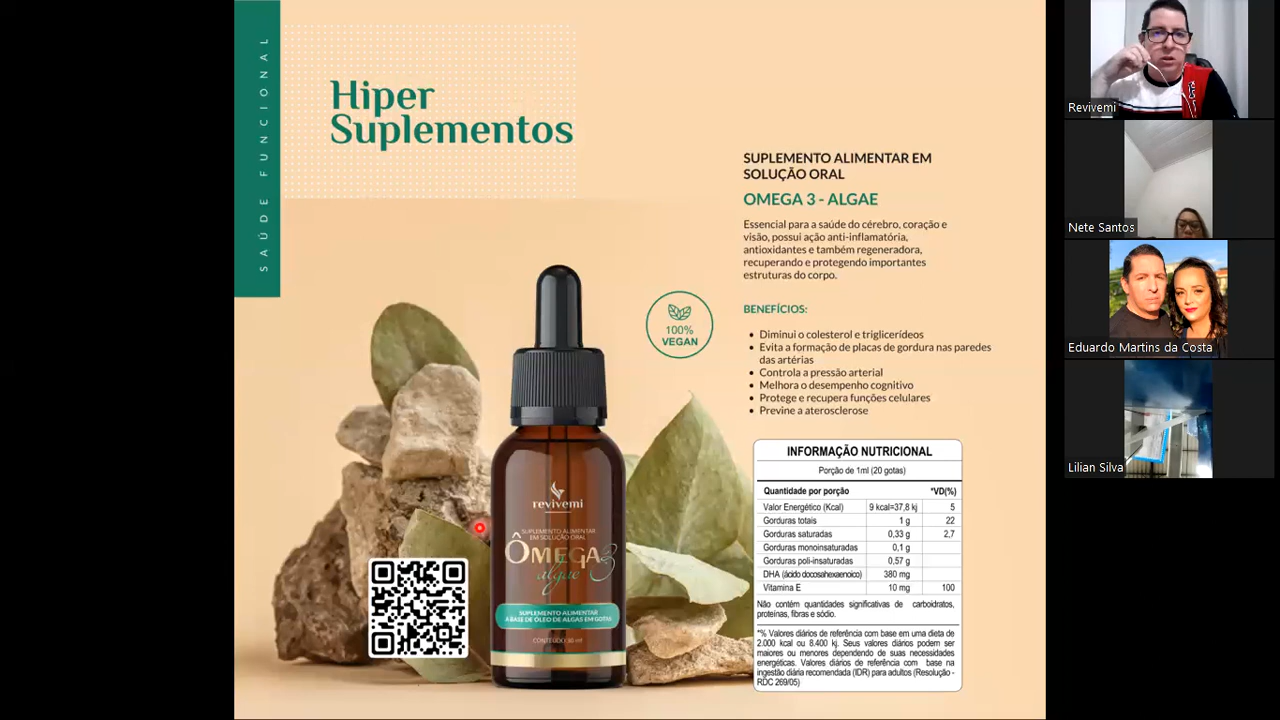 SAÚDE FUNCIONAL
Hiper
Suplementos
SUPLEMENTO ALIMENTAR EM
SOLUÇÃO ORAL
OMEGA 3 - ALGAE
Essencial para a saúde do cérebro, coração e
visão, possui ação anti-inflamatória,
antioxidantes e também regeneradora,
recuperando e protegendo importantes
estruturas do corpo.
100%
VEGAN
BENEFÍCIOS:
• Diminui o colesterol e triglicerídeos
• Evita a formação de placas de gordura nas paredes
das artérias
• Controla a pressão arterial
• Melhora o desempenho cognitivo
• Protege e recupera funções celulares
• Previne a aterosclerose
revivemi
SUPLEMENTO ALIMENTAR
EM SOLUÇÃO ORAL
ÔMEGA 3
algae
SUPLEMENTO ALIMENTAR
A BASE DE ÓLEO DE ALGAS EM GOTAS
CONTEÚDO 30 ml
INFORMAÇÃO NUTRICIONAL
Porção de 1ml (20 gotas)
Quantidade por porção *VD(%)
Valor Energético (Kcal) 9 kcal=37,8 kj 5
Gorduras totais 1 g 22
Gorduras saturadas 0,33 g 2,7
Gorduras monoinsaturadas 0,1 g
Gorduras poli-insaturadas 0,57 g
DHA (ácido docosahexaenoico) 380 mg
Vitamina E 10 mg 100
Não contém quantidades significativas de carboidratos,
proteínas, fibras e sódio.
*% Valores diários de referência com base em uma dieta de
2.000 kcal ou 8.400 kj. Seus valores diários podem ser
maiores ou menores dependendo de suas necessidades
energéticas. Valores diários de referência com base na
ingestão diária recomendada (IDR) para adultos (Resolução -
RDC 269/05)
Revivemi
Nete Santos
Eduardo Martins da Costa
Lilian Silva